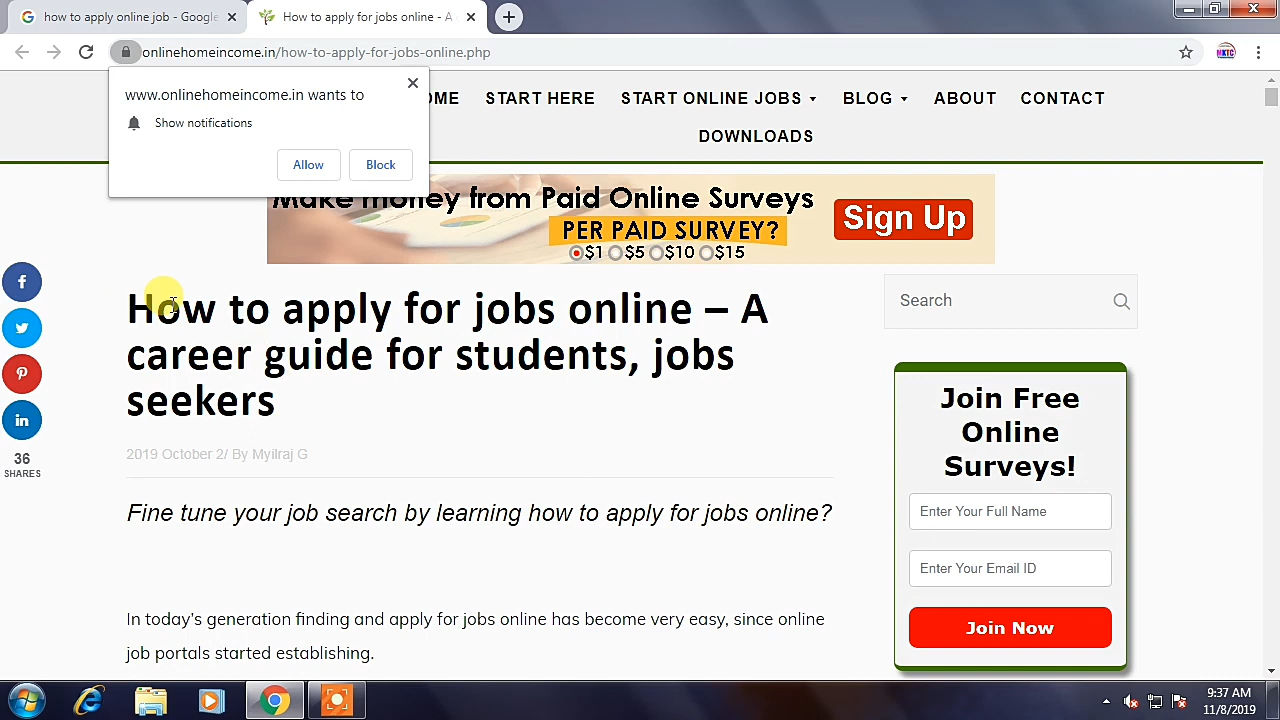 how to apply online job - Google
How to apply for jobs online - A
onlinehomeincome.in/how-to-apply-for-jobs-online.php
MKTC
www.onlinehomeincome.in wants to
Show notifications
Allow
Block
OME
START HERE
START ONLINE JOBS
BLOG
ABOUT
CONTACT
DOWNLOADS
Make money from Paid Online Surveys
PER PAID SURVEY?
$1 $5 $10 $15
Sign Up
How to apply for jobs online – A
career guide for students, jobs
seekers
2019 October 2/ By Myilraj G
Fine tune your job search by learning how to apply for jobs online?
In today's generation finding and apply for jobs online has become very easy, since online
job portals started establishing.
36
SHARES
Search
Join Free
Online
Surveys!
Enter Your Full Name
Enter Your Email ID
Join Now
9:37 AM
11/8/2019